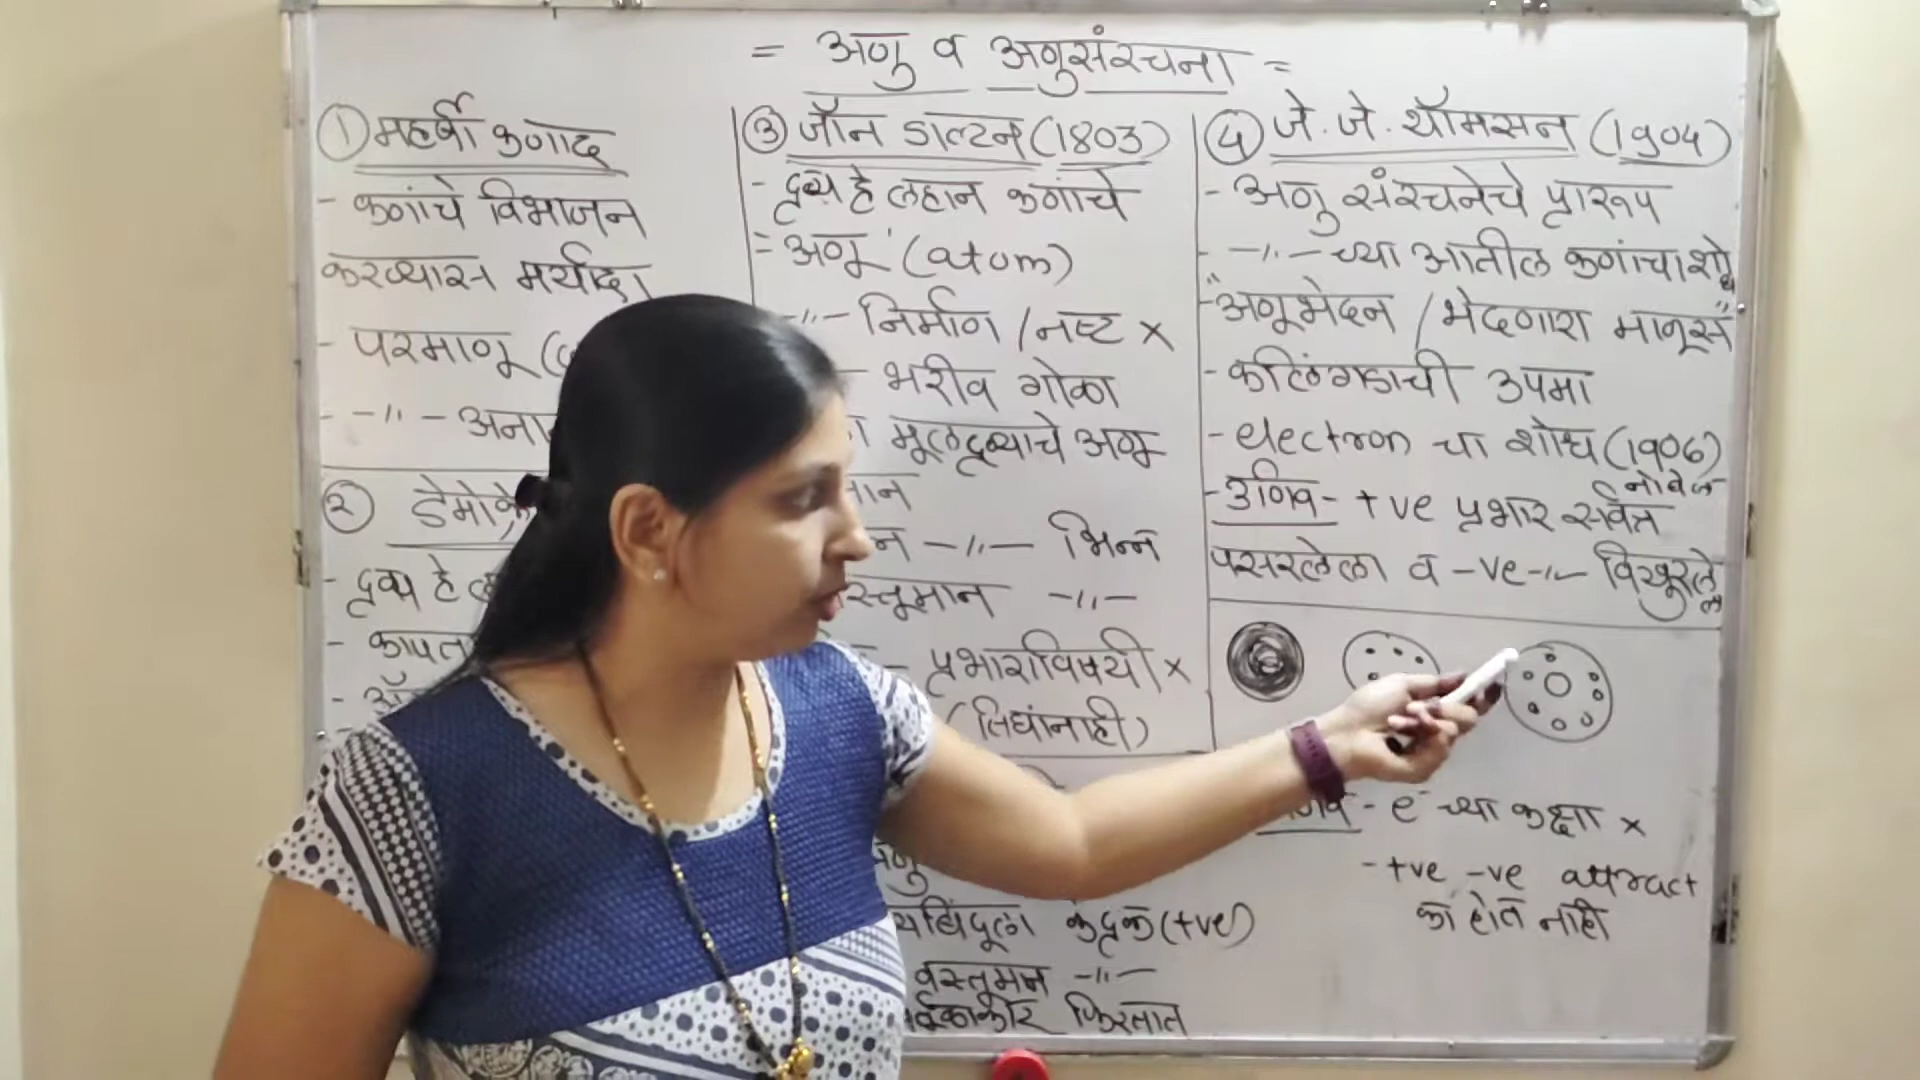 = अणु व अणुसंरचना =
① महर्षी कणाद
- कणांचे विभाजन
करण्यास मर्यादा
- परमाणू
- -〃- 
② 
- द्रव्य हे
-
③ जॉन डाल्टन (1803)
- द्रव्य हे लहान कणांचे
= अणू (atom)
-〃- निर्माण / नष्ट ×
- भरीव गोळा
मूलद्रव्याचे अणू
-〃- भिन्न
-〃-
- प्रभाराविषयी ×
(लिहीनाही)
केंद्रक (+ve)
वस्तूमान -〃-
फिरतात
④ जे. जे. थॉमसन (1904)
- अणु संरचनेचे प्रारूप
- -〃- च्या आतील कणांचा शोध
- "अणूभेदन / भेदणारा माणूस"
- कलिंगडाची उपमा
- electron चा शोध (1906)
नोबेल
- उणिव - +ve प्रभार सर्वत्र
पसरलेला व -ve -〃- विखुरलेले
- e⁻ च्या कक्षा ×
- +ve -ve attract
का होत नाही